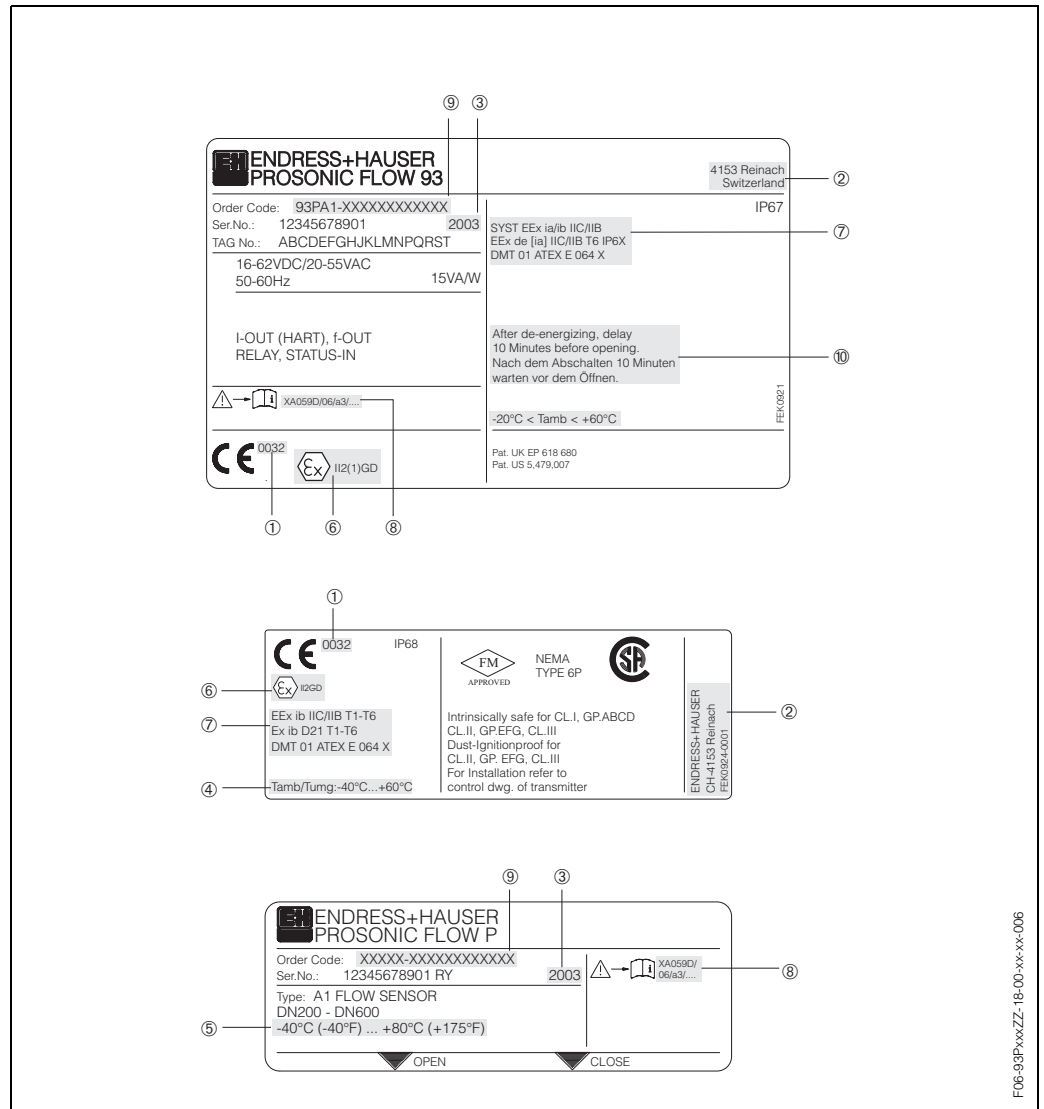 ⑨ ③
E+H ENDRESS+HAUSER
PROSONIC FLOW 93
4153 Reinach
Switzerland
②
Order Code: 93PA1-XXXXXXXXXXXX
Ser.No.: 12345678901 2003
TAG No.: ABCDEFGHJKLMNPQRST
16-62VDC/20-55VAC
50-60Hz 15VA/W
I-OUT (HART), f-OUT
RELAY, STATUS-IN
XA059D/06/a3/....
CE 0032
Ex II2(1)GD
IP67
SYST EEx ia/ib IIC/IIB
EEx de [ia] IIC/IIB T6 IP6X
DMT 01 ATEX E 064 X
⑦
After de-energizing, delay
10 Minutes before opening.
Nach dem Abschalten 10 Minuten
warten vor dem Öffnen.
⑩
-20°C < Tamb < +60°C
FEK0921
Pat. UK EP 618 680
Pat. US 5,479,007
① ⑥ ⑧
①
CE 0032 IP68
⑥ Ex II2GD
⑦
EEx ib IIC/IIB T1-T6
Ex ib D21 T1-T6
DMT 01 ATEX E 064 X
④ Tamb/Tumg:-40°C...+60°C
FM
APPROVED
NEMA
TYPE 6P
SA
Intrinsically safe for CL.I, GP.ABCD
CL.II, GP.EFG, CL.III
Dust-Ignitionproof for
CL.II, GP. EFG, CL.III
For Installation refer to
control dwg. of transmitter
ENDRESS+HAUSER
CH-4153 Reinach
FEK0924-0001
②
⑨ ③
E+H ENDRESS+HAUSER
PROSONIC FLOW P
Order Code: XXXXX-XXXXXXXXXXXX
Ser.No.: 12345678901 RY 2003
Type: A1 FLOW SENSOR
DN200 - DN600
⑤ -40°C (-40°F) ... +80°C (+175°F)
XA059D/
06/a3/....
⑧
OPEN CLOSE
F06-93PxxxZZ-18-00-xx-xx-006